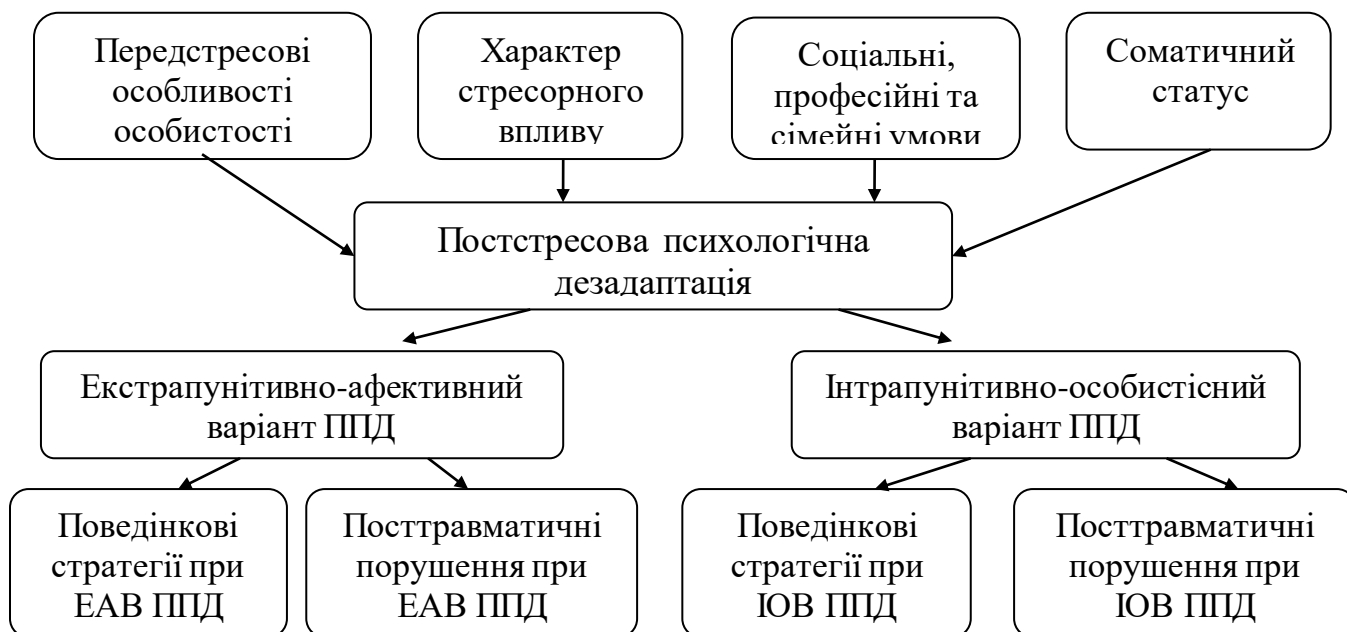 Передстресові
особливості
особистості
Характер
стресорного
впливу
Соціальні,
професійні та
сімейні умови
Соматичний
статус
Постстресова психологічна
дезадаптація
Екстрапунітивно-афективний
варіант ППД
Інтрапунітивно-особистісний
варіант ППД
Поведінкові
стратегії при
ЕАВ ППД
Посттравматичні
порушення при
ЕАВ ППД
Поведінкові
стратегії при
ІОВ ППД
Посттравматичні
порушення при
ІОВ ППД